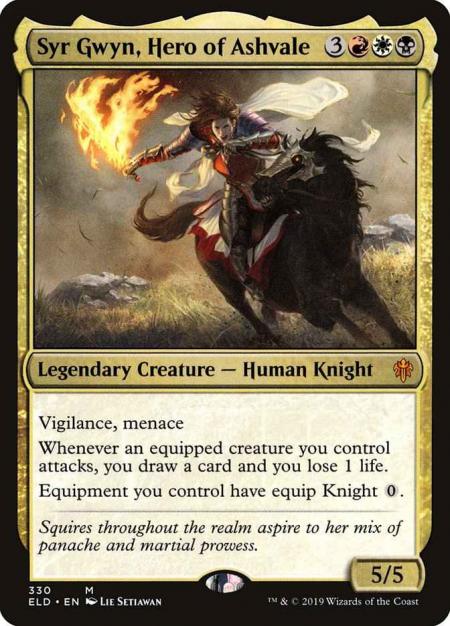 Syr Gwyn, Hero of Ashvale 3
Legendary Creature — Human Knight
Vigilance, menace
Whenever an equipped creature you control
attacks, you draw a card and you lose 1 life.
Equipment you control have equip Knight 0.
Squires throughout the realm aspire to her mix of
panache and martial prowess.
5/5
330 M
ELD • EN Lie Setiawan
™ & © 2019 Wizards of the Coast